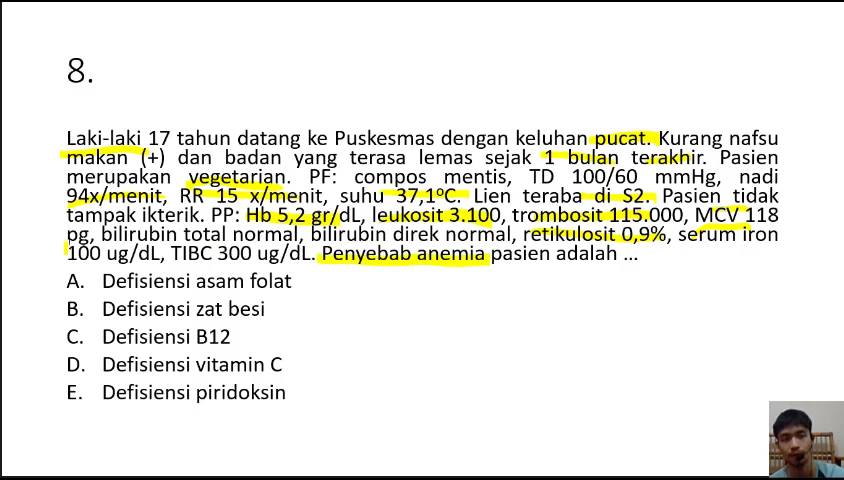 8.
Laki-laki 17 tahun datang ke Puskesmas dengan keluhan pucat. Kurang nafsu
makan (+) dan badan yang terasa lemas sejak 1 bulan terakhir. Pasien
merupakan vegetarian. PF: compos mentis, TD 100/60 mmHg, nadi
94x/menit, RR 15 x/menit, suhu 37,1ºC. Lien teraba di S2. Pasien tidak
tampak ikterik. PP: Hb 5,2 gr/dL, leukosit 3.100, trombosit 115.000, MCV 118
pg, bilirubin total normal, bilirubin direk normal, retikulosit 0,9%, serum iron
100 ug/dL, TIBC 300 ug/dL. Penyebab anemia pasien adalah ...
A. Defisiensi asam folat
B. Defisiensi zat besi
C. Defisiensi B12
D. Defisiensi vitamin C
E. Defisiensi piridoksin